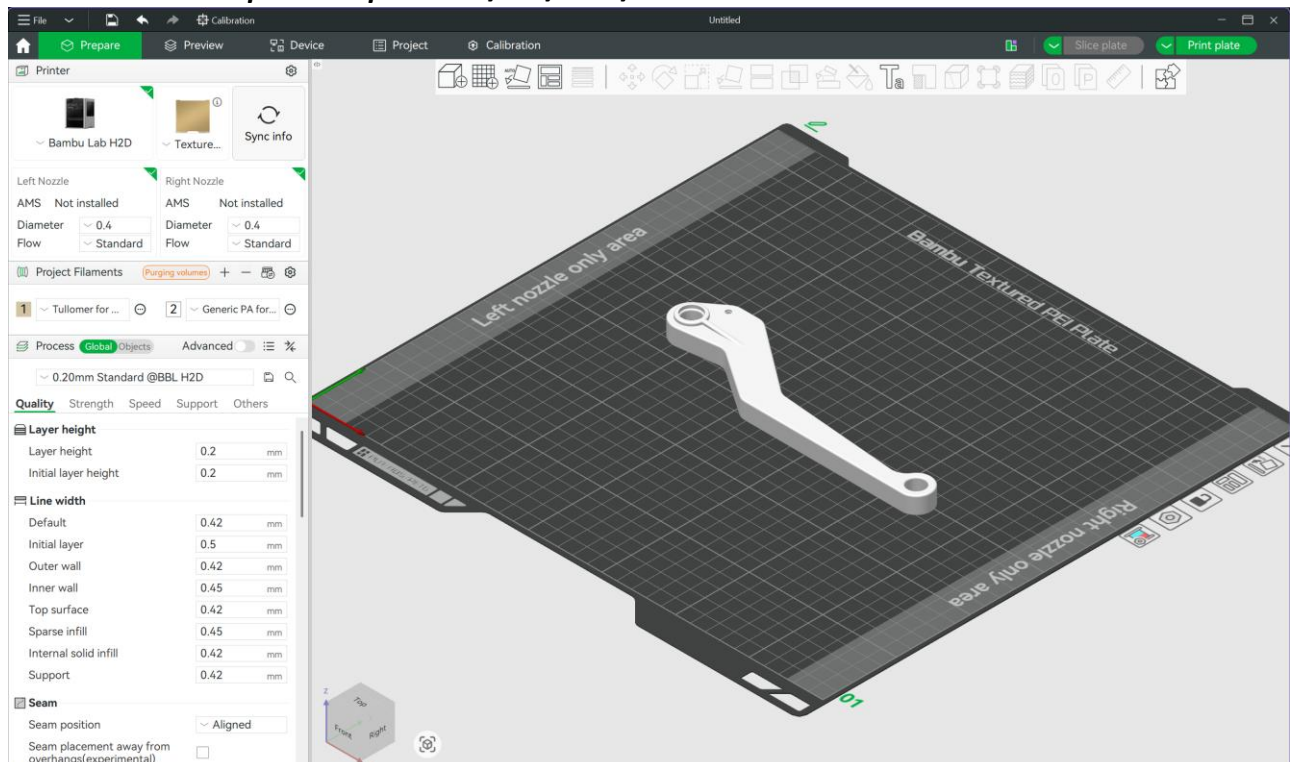 File Calibration Untitled
Prepare Preview Device Project Calibration Slice plate Print plate
Printer
Bambu Lab H2D Texture... Sync info
Left Nozzle Right Nozzle
AMS Not installed AMS Not installed
Diameter 0.4 Diameter 0.4
Flow Standard Flow Standard
Project Filaments Purging volumes
1 Tullomer for ... 2 Generic PA for...
Process Global Objects Advanced
0.20mm Standard @BBL H2D
Quality Strength Speed Support Others
Layer height
Layer height 0.2 mm
Initial layer height 0.2 mm
Line width
Default 0.42 mm
Initial layer 0.5 mm
Outer wall 0.42 mm
Inner wall 0.45 mm
Top surface 0.42 mm
Sparse infill 0.45 mm
Internal solid infill 0.42 mm
Support 0.42 mm
Seam
Seam position Aligned
Seam placement away from
overhangs(experimental)
Left nozzle only area
Bambu Textured PEI Plate
Right nozzle only area
01
z
Top
Front Right